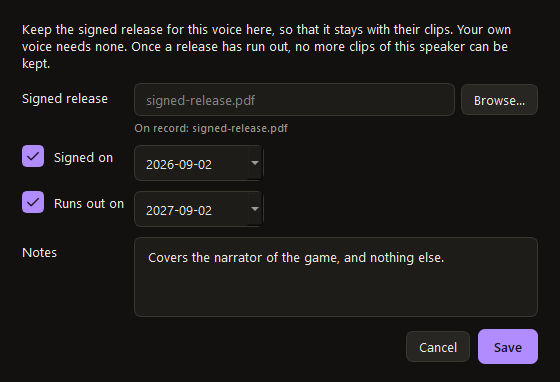 Keep the signed release for this voice here, so that it stays with their clips. Your own
voice needs none. Once a release has run out, no more clips of this speaker can be
kept.
Signed release
signed-release.pdf
Browse...
On record: signed-release.pdf
Signed on
2026-09-02
Runs out on
2027-09-02
Notes
Covers the narrator of the game, and nothing else.
Cancel
Save